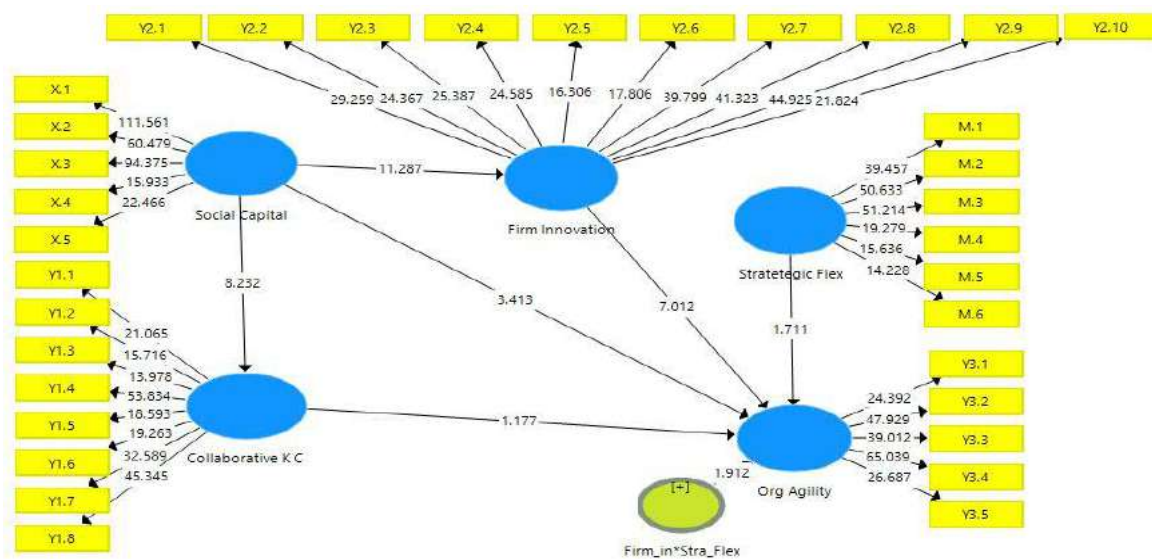 Y2.1
Y2.2
Y2.3
Y2.4
Y2.5
Y2.6
Y2.7
Y2.8
Y2.9
Y2.10
29.259
24.367
25.387
24.585
16.306
17.806
39.799
41.323
44.925
21.824
X.1
X.2
X.3
X.4
X.5
111.561
60.479
94.375
15.933
22.466
Social Capital
11.287
Firm Innovation
M.1
M.2
M.3
M.4
M.5
M.6
39.457
50.633
51.214
19.279
15.636
14.228
Stratetegic Flex
8.232
3.413
7.012
1.711
Y1.1
Y1.2
Y1.3
Y1.4
Y1.5
Y1.6
Y1.7
Y1.8
21.065
15.716
13.978
53.834
18.593
19.263
32.589
45.345
Collaborative K C
1.177
Y3.1
Y3.2
Y3.3
Y3.4
Y3.5
24.392
47.929
39.012
65.039
26.687
Org Agility
1.912
[+]
Firm_in*Stra_Flex